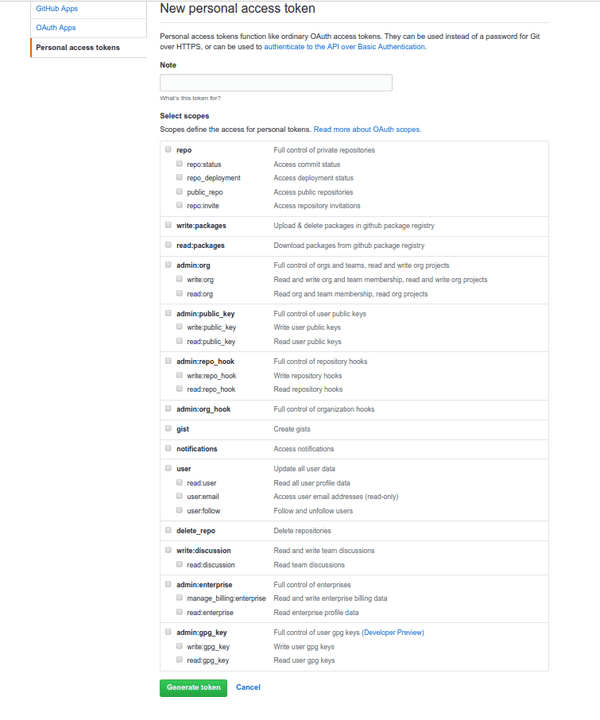 GitHub Apps
OAuth Apps
Personal access tokens
New personal access token
Personal access tokens function like ordinary OAuth access tokens. They can be used instead of a password for Git
over HTTPS, or can be used to authenticate to the API over Basic Authentication.
Note
What's this token for?
Select scopes
Scopes define the access for personal tokens. Read more about OAuth scopes.
repo Full control of private repositories
repo:status Access commit status
repo_deployment Access deployment status
public_repo Access public repositories
repo:invite Access repository invitations
write:packages Upload & delete packages in github package registry
read:packages Download packages from github package registry
admin:org Full control of orgs and teams, read and write org projects
write:org Read and write org and team membership, read and write org projects
read:org Read org and team membership, read org projects
admin:public_key Full control of user public keys
write:public_key Write user public keys
read:public_key Read user public keys
admin:repo_hook Full control of repository hooks
write:repo_hook Write repository hooks
read:repo_hook Read repository hooks
admin:org_hook Full control of organization hooks
gist Create gists
notifications Access notifications
user Update all user data
read:user Read all user profile data
user:email Access user email addresses (read-only)
user:follow Follow and unfollow users
delete_repo Delete repositories
write:discussion Read and write team discussions
read:discussion Read team discussions
admin:enterprise Full control of enterprises
manage_billing:enterprise Read and write enterprise billing data
read:enterprise Read enterprise profile data
admin:gpg_key Full control of user gpg keys (Developer Preview)
write:gpg_key Write user gpg keys
read:gpg_key Read user gpg keys
Generate token Cancel